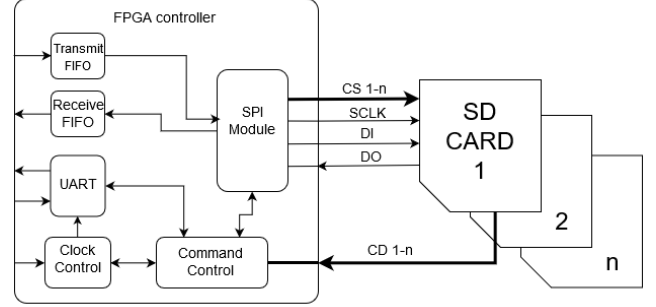 FPGA controller
Transmit
FIFO
Receive
FIFO
SPI
Module
UART
Clock
Control
Command
Control
CS 1-n
SCLK
DI
DO
CD 1-n
SD
CARD
1
2
n